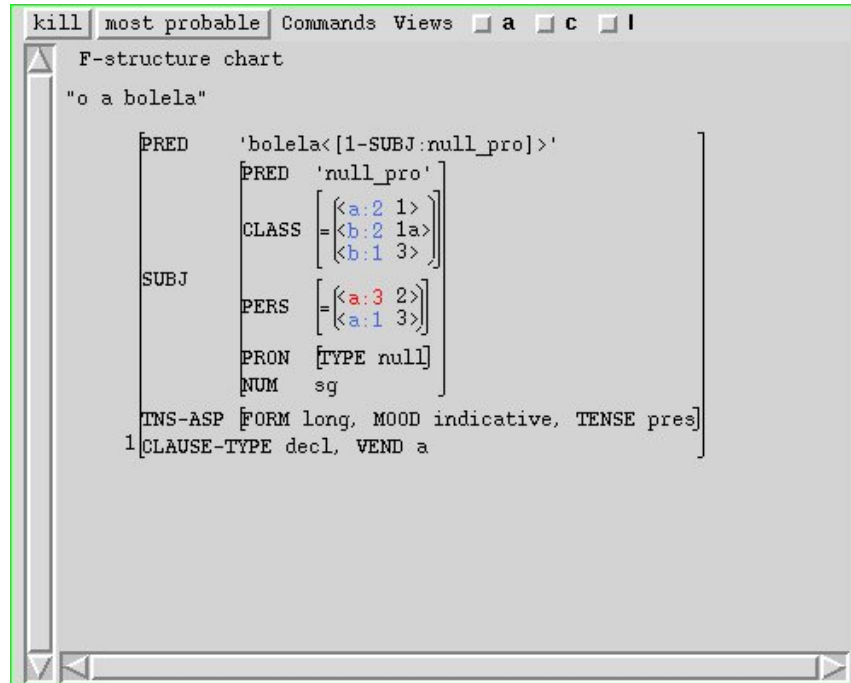 kill most probable Commands Views a c l
F-structure chart
"o a bolela"
PRED 'bolela<[1-SUBJ:null_pro]>'
PRED 'null_pro'
<a:2 1>
CLASS =<b:2 1a>
<b:1 3>
SUBJ
<a:3 2>
PERS =
<a:1 3>
PRON [TYPE null]
NUM sg
TNS-ASP [FORM long, MOOD indicative, TENSE pres]
1 CLAUSE-TYPE decl, VEND a